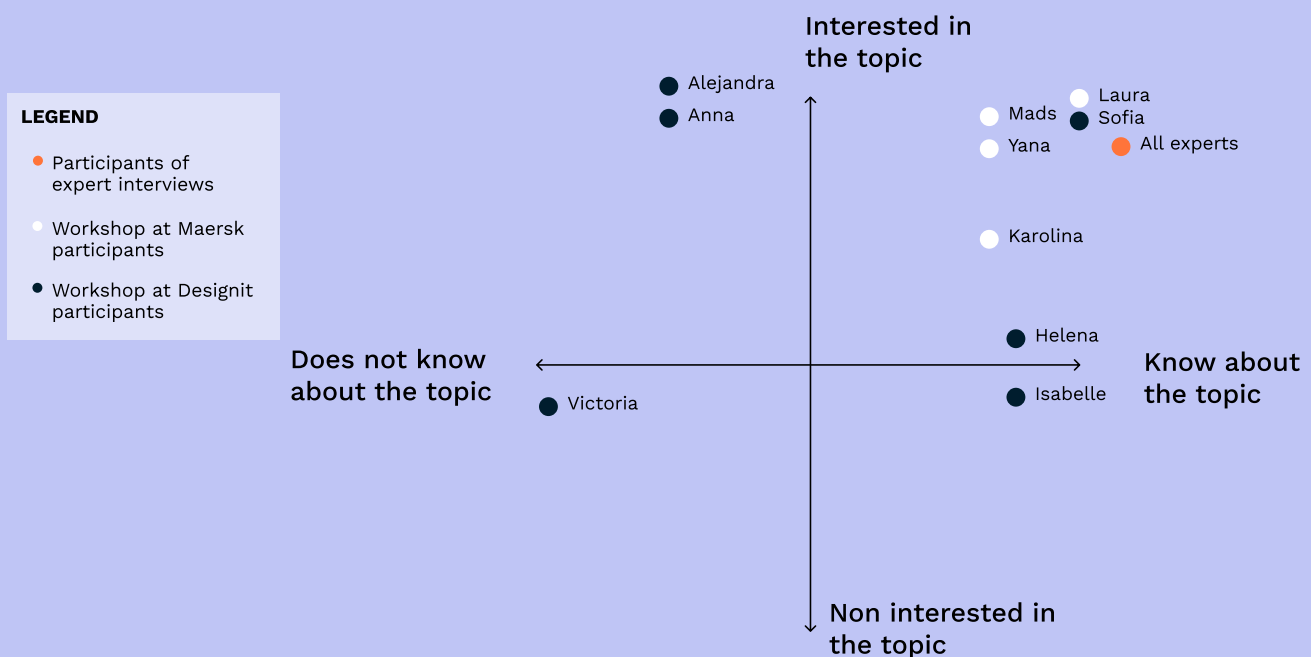 Interested in
the topic
Alejandra
Anna
Laura
Mads
Sofia
Yana
All experts
LEGEND
Participants of
expert interviews
Workshop at Maersk
participants
Workshop at Designit
participants
Karolina
Helena
Does not know
about the topic
Know about
the topic
Victoria
Isabelle
Non interested in
the topic